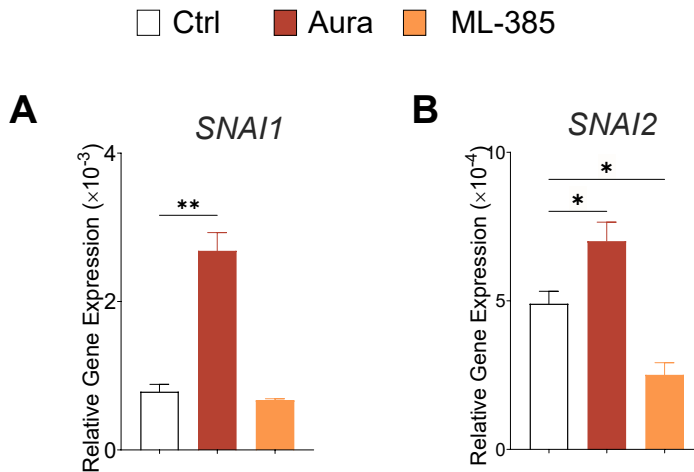 Ctrl Aura ML-385
A
SNAI1
Relative Gene Expression (×10-3)
4
2
0
**
B
SNAI2
Relative Gene Expression (×10-4)
10
5
0
*
*